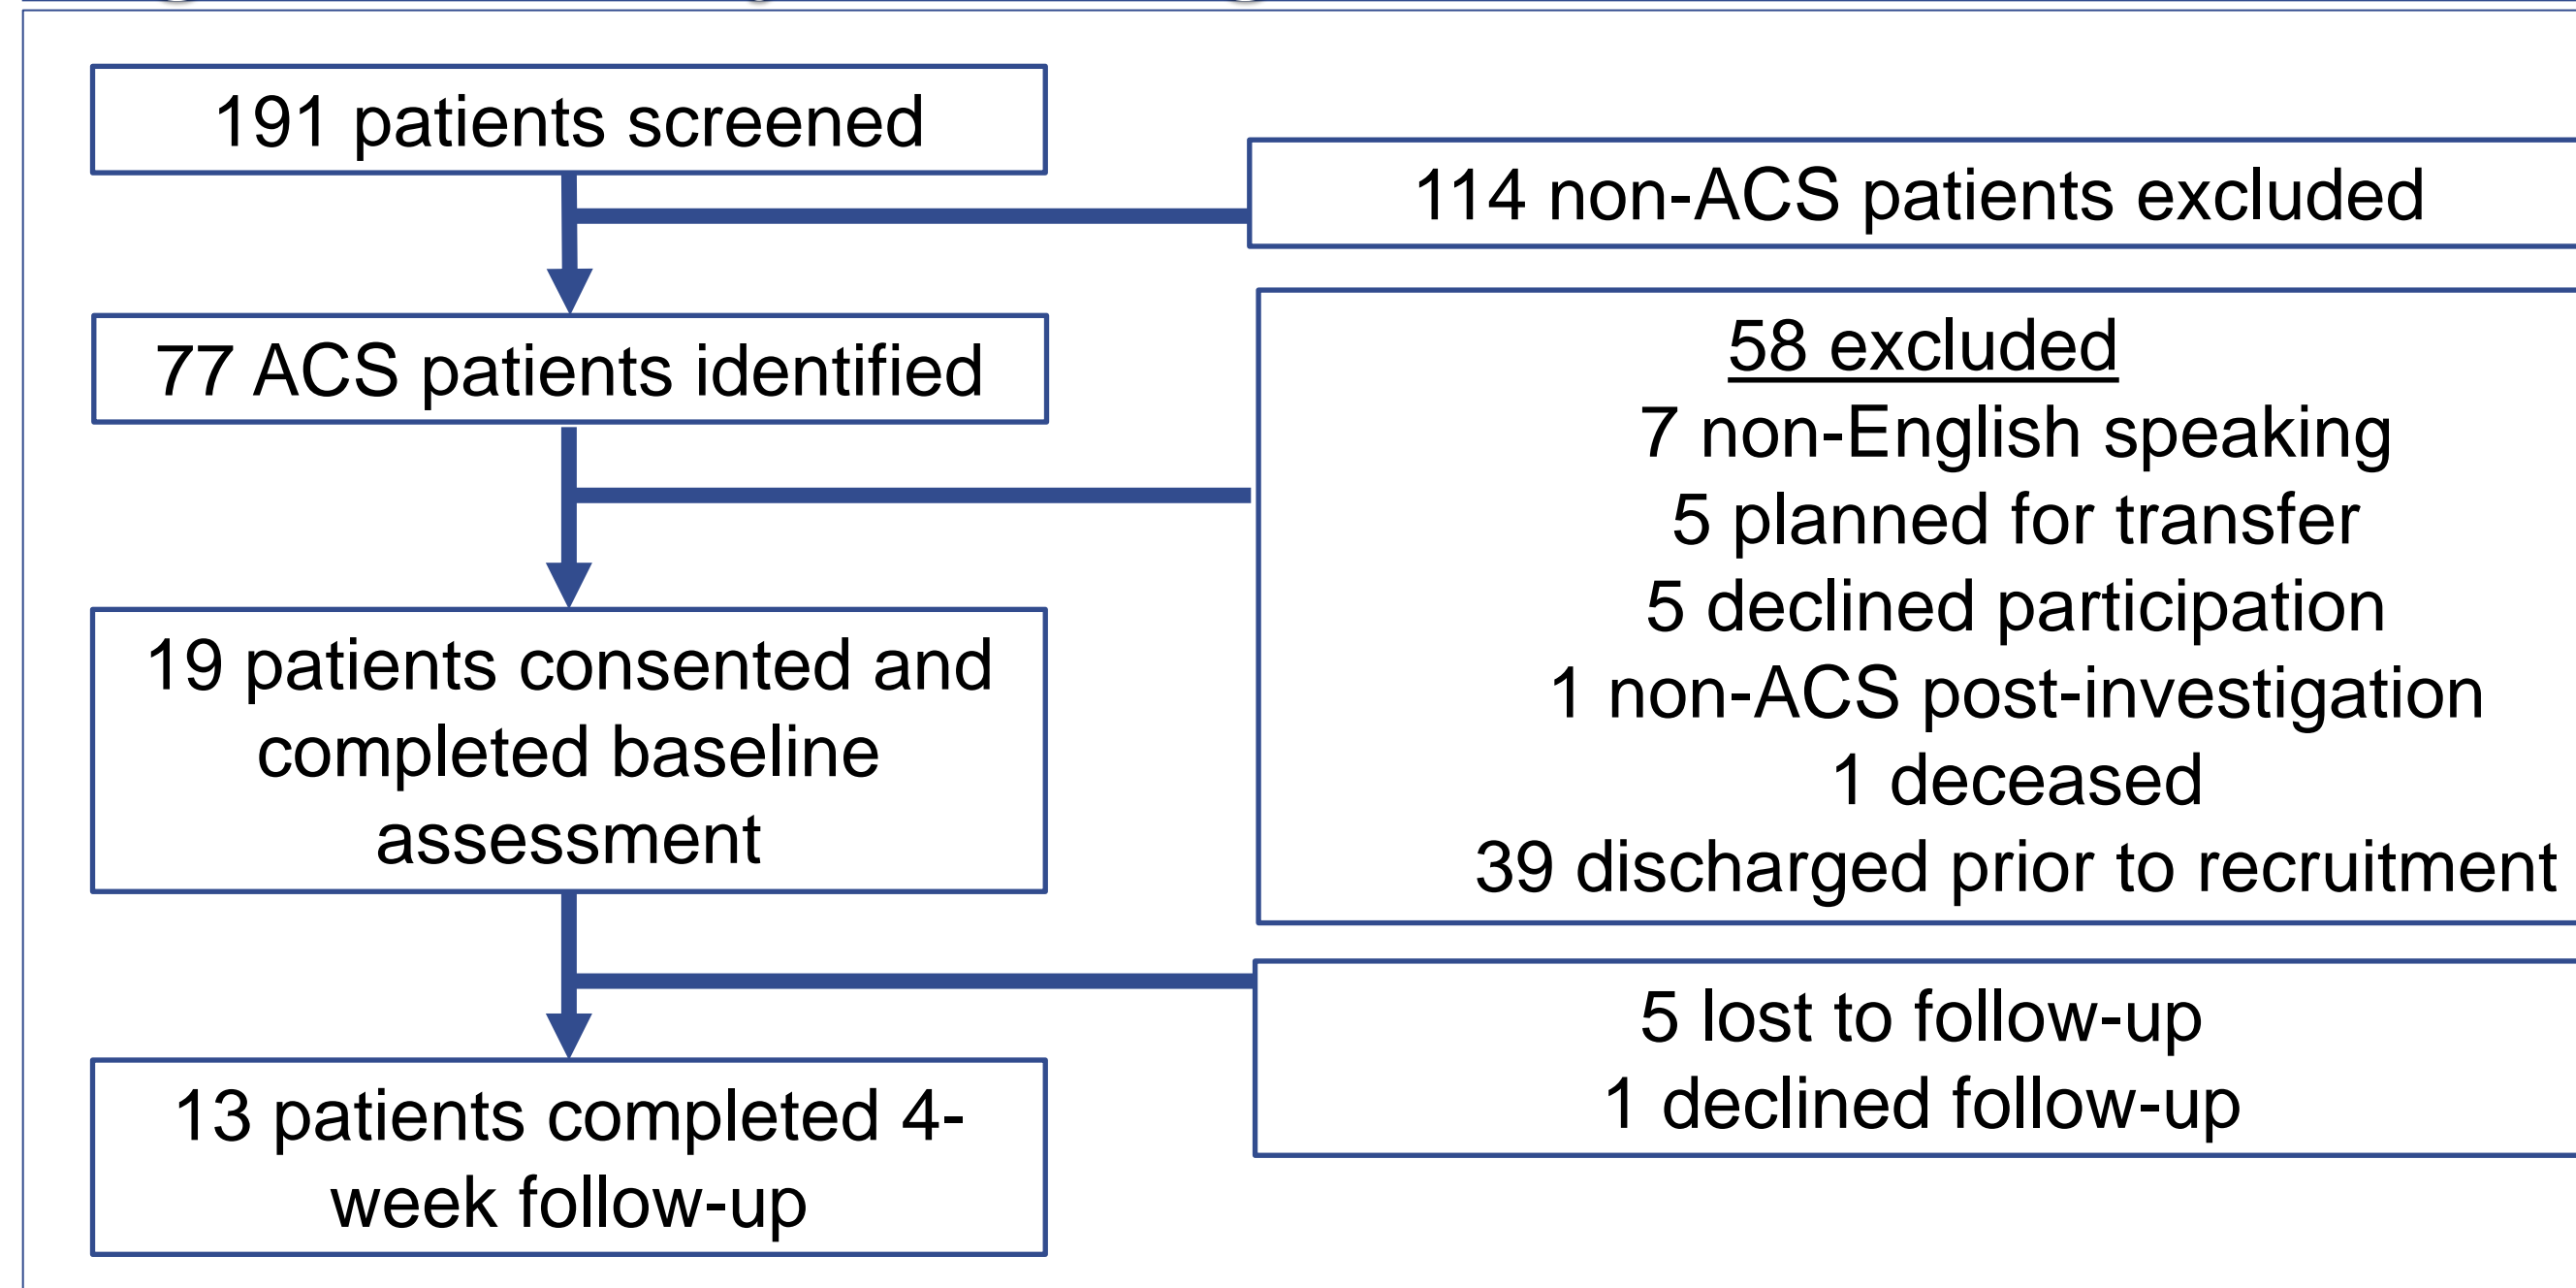 191 patients screened
114 non-ACS patients excluded
77 ACS patients identified
58 excluded
7 non-English speaking
5 planned for transfer
5 declined participation
1 non-ACS post-investigation
1 deceased
39 discharged prior to recruitment
19 patients consented and
completed baseline
assessment
5 lost to follow-up
1 declined follow-up
13 patients completed 4-
week follow-up